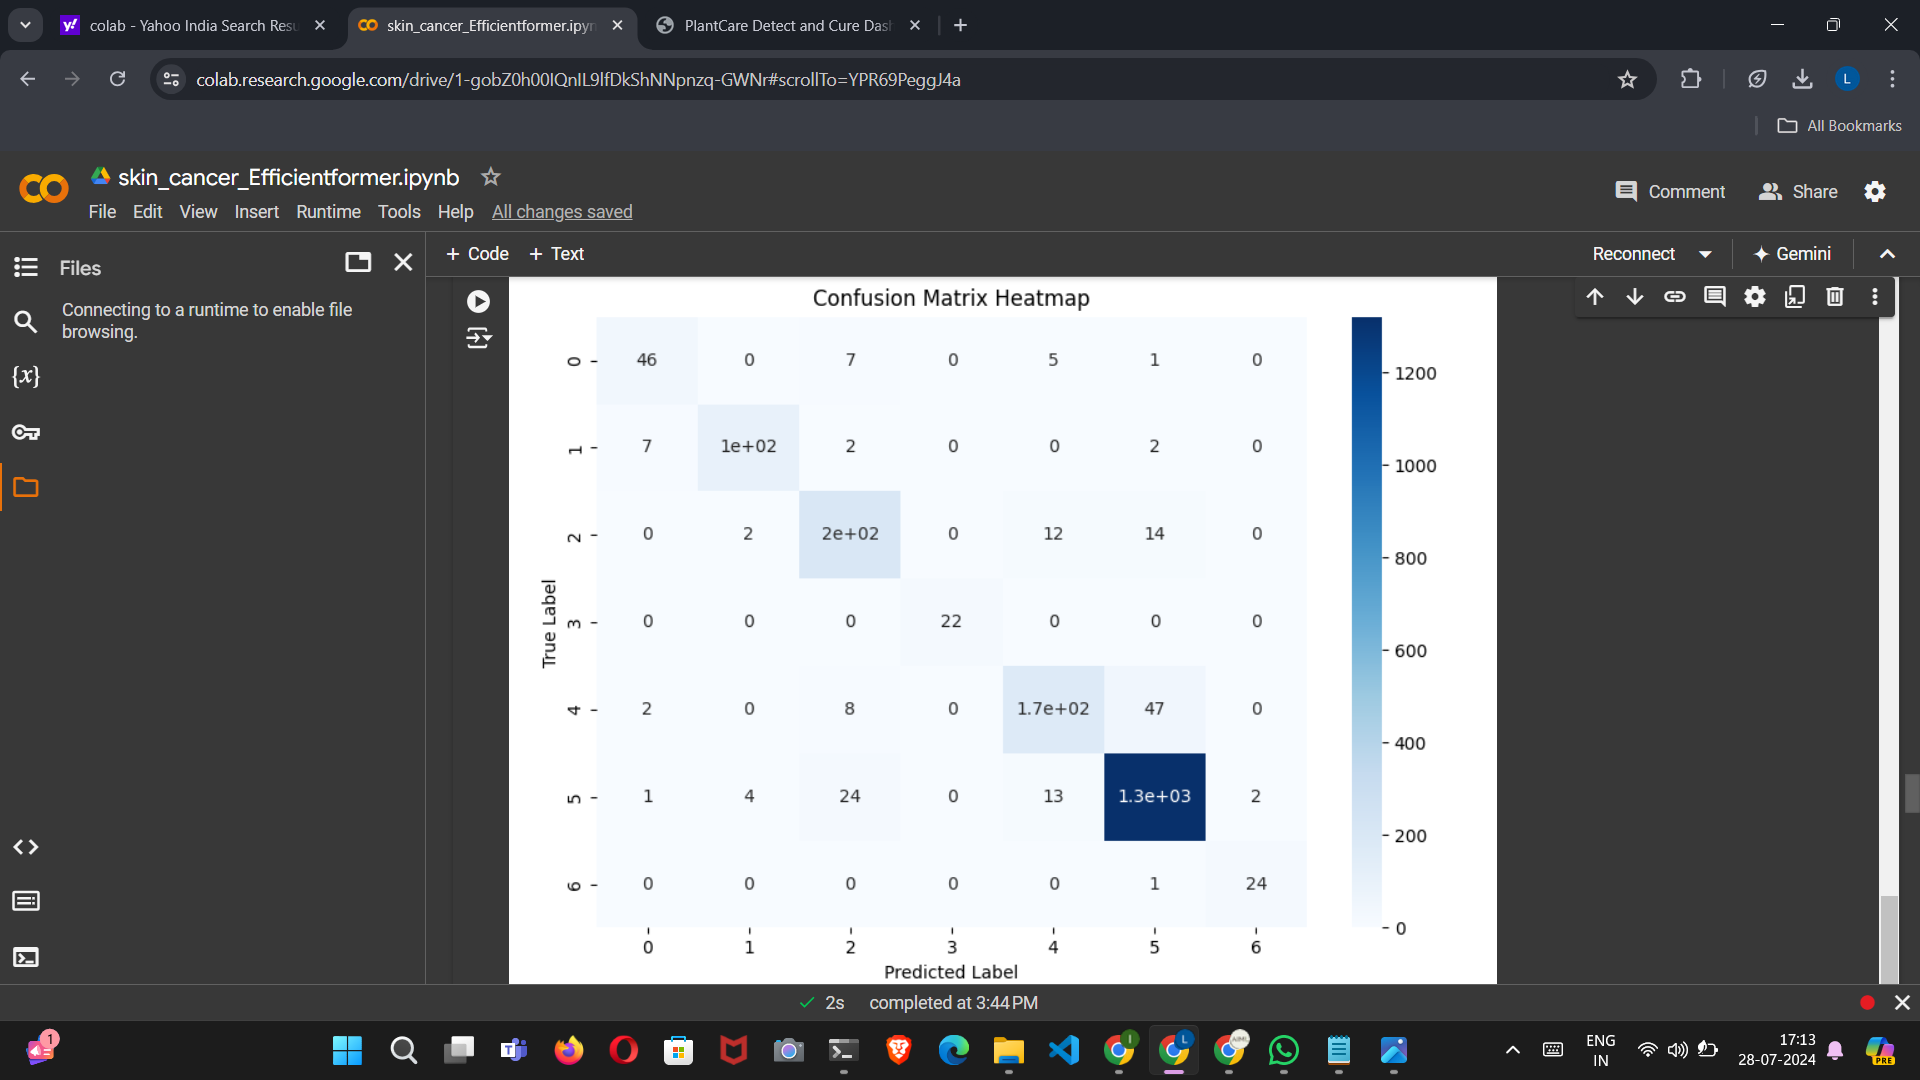 colab - Yahoo India Search Resu
skin_cancer_Efficientformer.ipyn
PlantCare Detect and Cure Dash
colab.research.google.com/drive/1-gobZ0h00IQnIL9lfDkShNNpnzq-GWNr#scrollTo=YPR69PeggJ4a
L
All Bookmarks
skin_cancer_Efficientformer.ipynb
File Edit View Insert Runtime Tools Help All changes saved
Comment Share
Files
+ Code + Text
Reconnect Gemini
Connecting to a runtime to enable file
browsing.
{x}
Confusion Matrix Heatmap
0 46 0 7 0 5 1 0
1 7 1e+02 2 0 0 2 0
2 0 2 2e+02 0 12 14 0
3 0 0 0 22 0 0 0
4 2 0 8 0 1.7e+02 47 0
5 1 4 24 0 13 1.3e+03 2
6 0 0 0 0 0 1 24
0 1 2 3 4 5 6
True Label
Predicted Label
1200
1000
800
600
400
200
0
2s completed at 3:44 PM
1
ENG
IN
17:13
28-07-2024
PRE